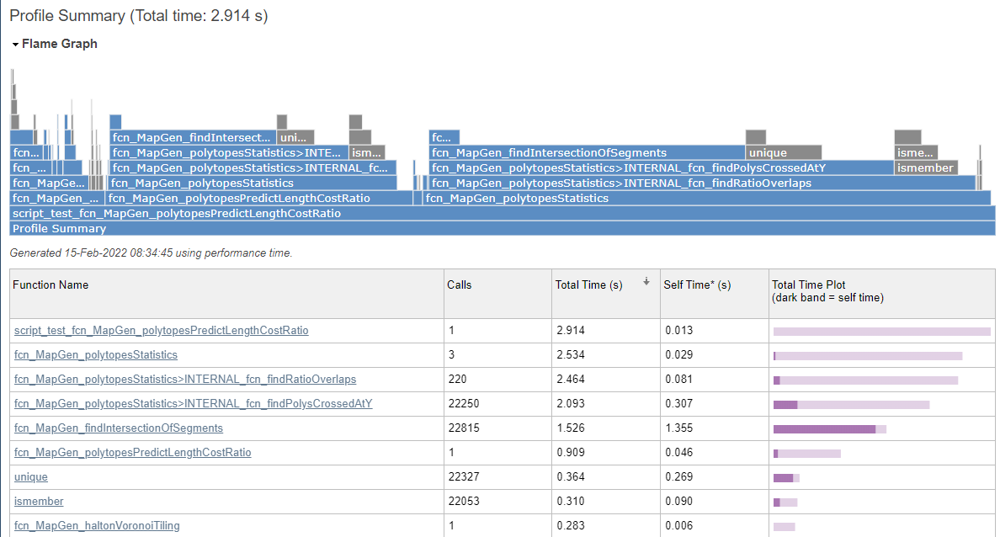 Profile Summary (Total time: 2.914 s)
Flame Graph
fcn_MapGen_findIntersect... uni... fc...
fcn... fcn_MapGen_polytopesStatistics>INTE... ism... fcn_MapGen_findIntersectionOfSegments unique isme...
fcn_... fcn_MapGen_polytopesStatistics>INTERNAL_fc... fcn_MapGen_polytopesStatistics>INTERNAL_fcn_findPolysCrossedAtY ismember
fcn_MapGe... fcn_MapGen_polytopesStatistics fcn_MapGen_polytopesStatistics>INTERNAL_fcn_findRatioOverlaps
fcn_MapGen_... fcn_MapGen_polytopesPredictLengthCostRatio fcn_MapGen_polytopesStatistics
script_test_fcn_MapGen_polytopesPredictLengthCostRatio
Profile Summary
Generated 15-Feb-2022 08:34:45 using performance time.
Function Name Calls Total Time (s) Self Time* (s) Total Time Plot
(dark band = self time)
script_test_fcn_MapGen_polytopesPredictLengthCostRatio 1 2.914 0.013
fcn_MapGen_polytopesStatistics 3 2.534 0.029
fcn_MapGen_polytopesStatistics>INTERNAL_fcn_findRatioOverlaps 220 2.464 0.081
fcn_MapGen_polytopesStatistics>INTERNAL_fcn_findPolysCrossedAtY 22250 2.093 0.307
fcn_MapGen_findIntersectionOfSegments 22815 1.526 1.355
fcn_MapGen_polytopesPredictLengthCostRatio 1 0.909 0.046
unique 22327 0.364 0.269
ismember 22053 0.310 0.090
fcn_MapGen_haltonVoronoiTiling 1 0.283 0.006